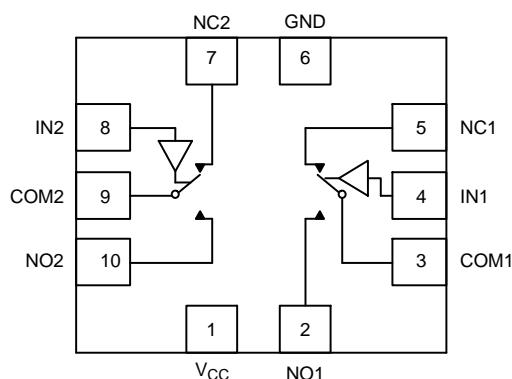 NC2 GND
7 6
IN2 8 5 NC1
COM2 9 4 IN1
NO2 10 3 COM1
1 2
VCC NO1